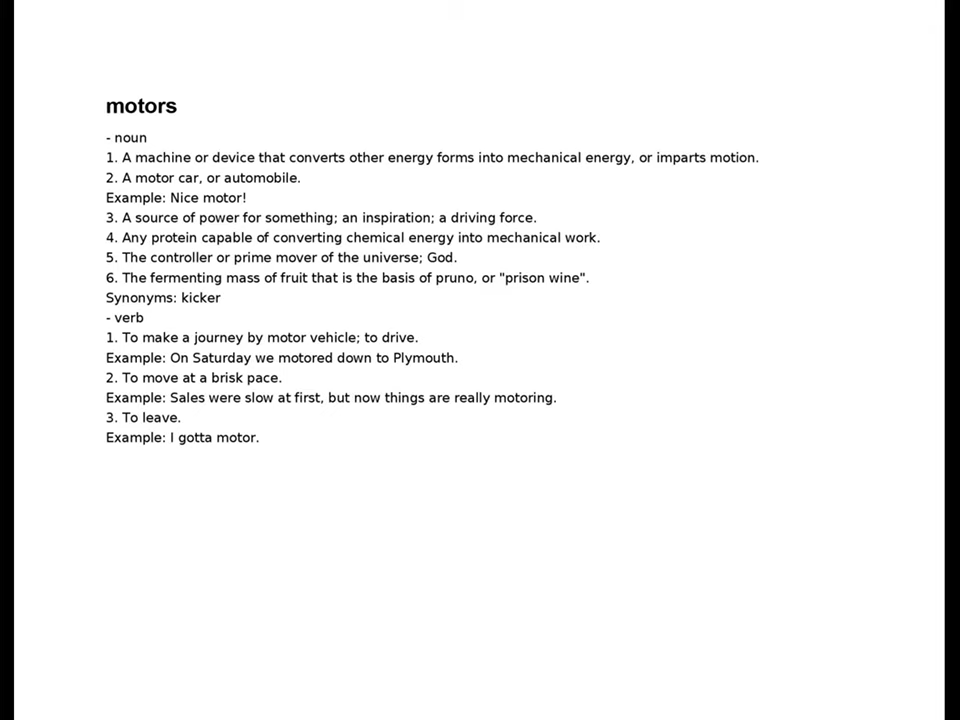 motors
- noun
1. A machine or device that converts other energy forms into mechanical energy, or imparts motion.
2. A motor car, or automobile.
Example: Nice motor!
3. A source of power for something; an inspiration; a driving force.
4. Any protein capable of converting chemical energy into mechanical work.
5. The controller or prime mover of the universe; God.
6. The fermenting mass of fruit that is the basis of pruno, or "prison wine".
Synonyms: kicker
- verb
1. To make a journey by motor vehicle; to drive.
Example: On Saturday we motored down to Plymouth.
2. To move at a brisk pace.
Example: Sales were slow at first, but now things are really motoring.
3. To leave.
Example: I gotta motor.